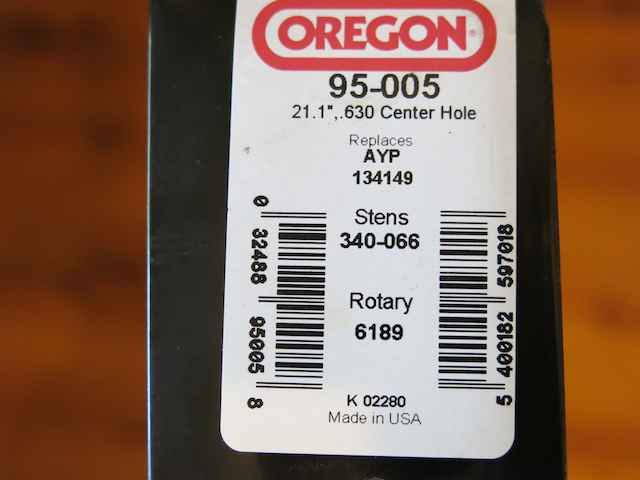 OREGON®
95-005
21.1",.630 Center Hole
Replaces
AYP
134149
Stens
340-066
Rotary
6189
K 02280
Made in USA
0 32488 95005 8
5 400182 597018